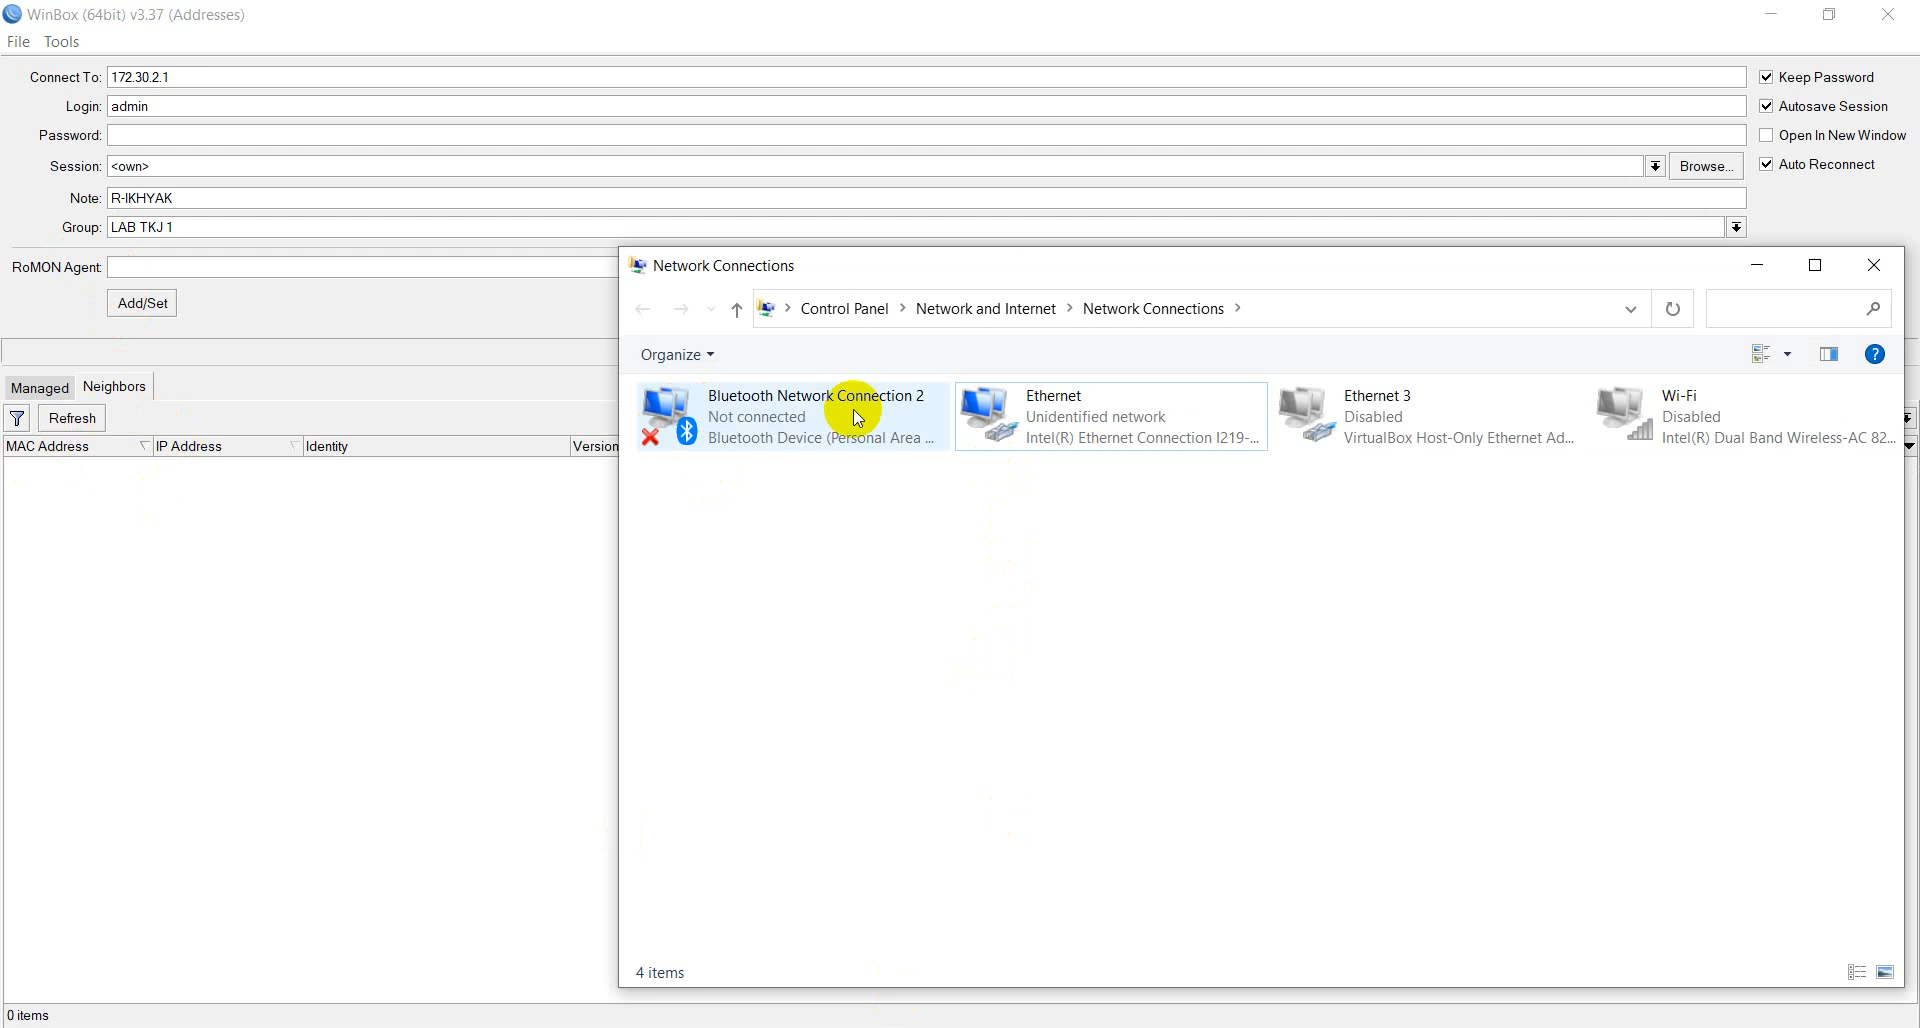 WinBox (64bit) v3.37 (Addresses)
File Tools
Connect To: 172.30.2.1
Keep Password
Login: admin
Autosave Session
Password:
Open In New Window
Session: <own>
Browse...
Auto Reconnect
Note: R-IKHYAK
Group: LAB TKJ 1
RoMON Agent
Add/Set
Managed Neighbors
Refresh
MAC Address IP Address Identity Version
0 items
Network Connections
Control Panel > Network and Internet > Network Connections >
Organize
Bluetooth Network Connection 2
Not connected
Bluetooth Device (Personal Area ...
Ethernet
Unidentified network
Intel(R) Ethernet Connection I219-...
Ethernet 3
Disabled
VirtualBox Host-Only Ethernet Ad...
Wi-Fi
Disabled
Intel(R) Dual Band Wireless-AC 82...
4 items